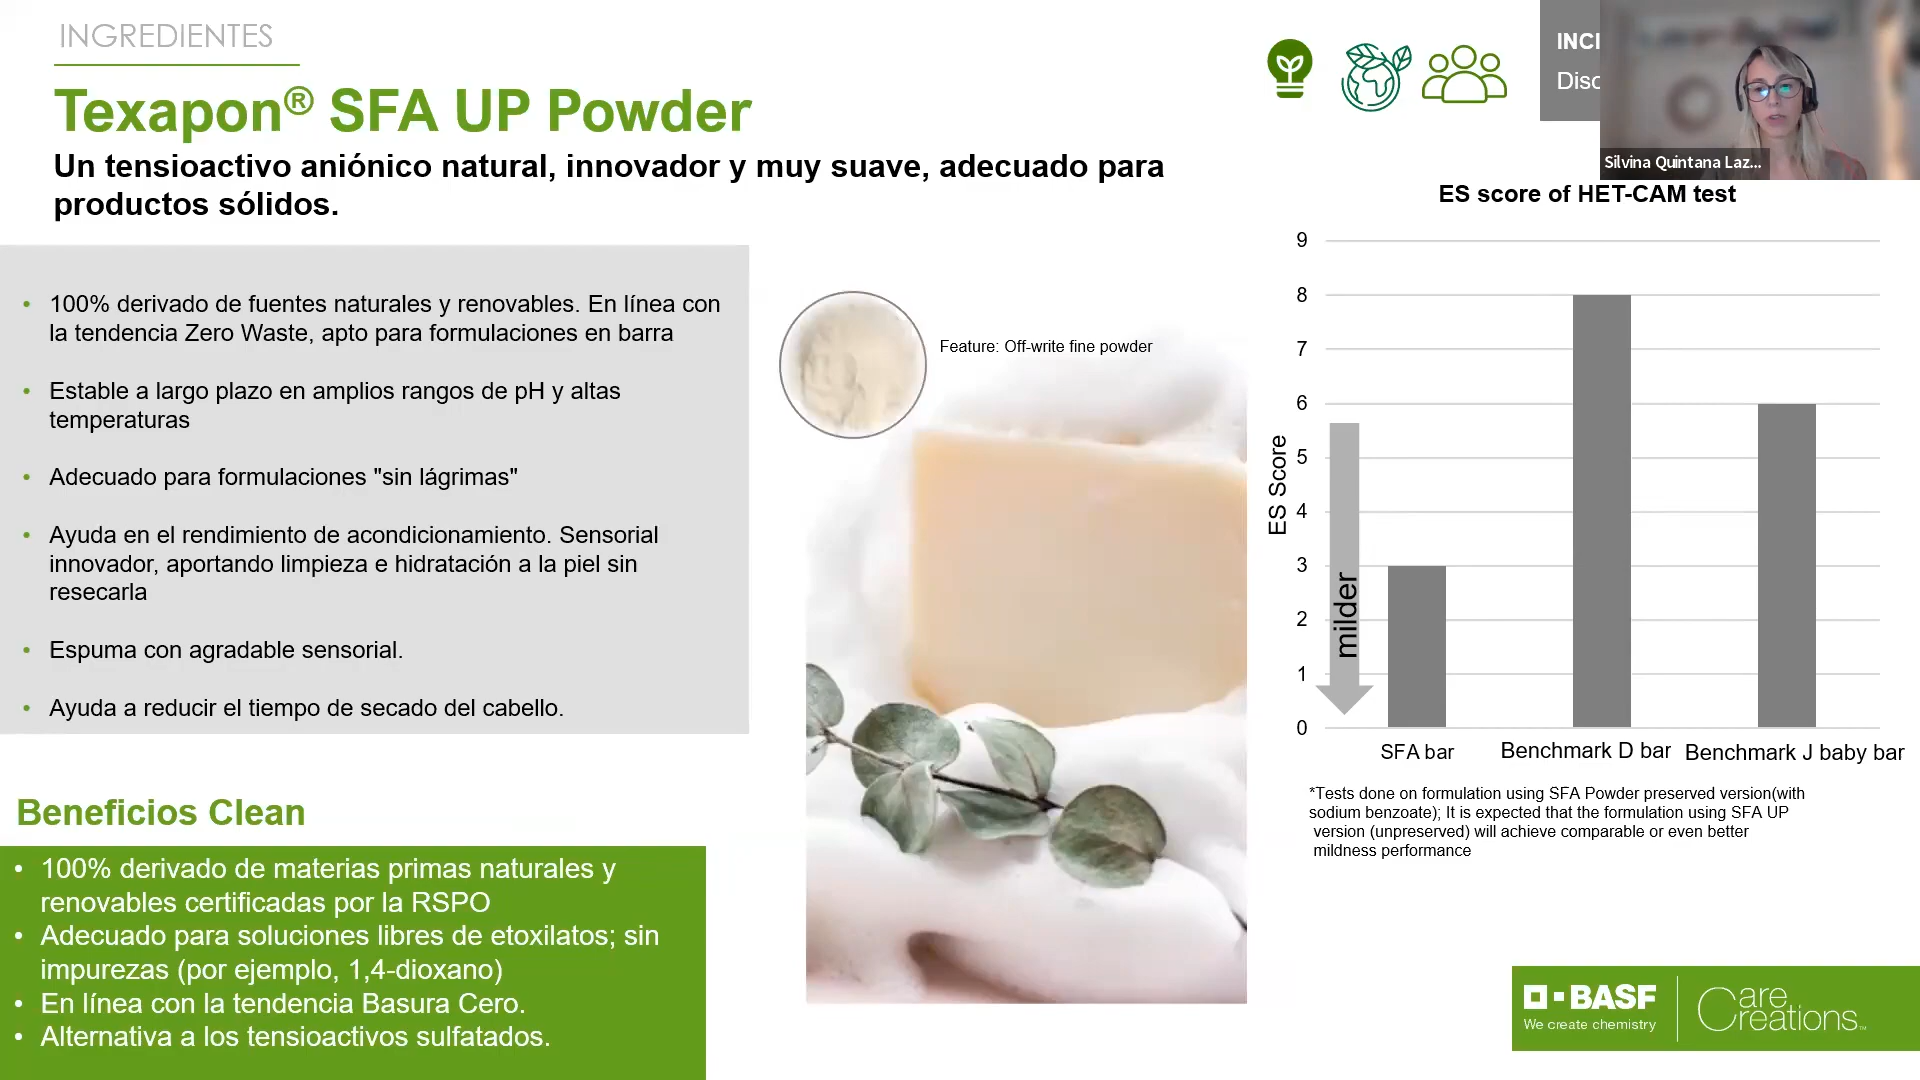 INGREDIENTES
Texapon® SFA UP Powder
Un tensioactivo aniónico natural, innovador y muy suave, adecuado para
productos sólidos.
INCI
Silvina Quintana Laz...
• 100% derivado de fuentes naturales y renovables. En línea con
la tendencia Zero Waste, apto para formulaciones en barra
• Estable a largo plazo en amplios rangos de pH y altas
temperaturas
• Adecuado para formulaciones "sin lágrimas"
• Ayuda en el rendimiento de acondicionamiento. Sensorial
innovador, aportando limpieza e hidratación a la piel sin
resecarla
• Espuma con agradable sensorial.
• Ayuda a reducir el tiempo de secado del cabello.
Feature: Off-write fine powder
ES score of HET-CAM test
9
8
7
6
5
4
3
2
1
0
ES Score
milder
SFA bar
Benchmark D bar
Benchmark J baby bar
*Tests done on formulation using SFA Powder preserved version(with
sodium benzoate); It is expected that the formulation using SFA UP
version (unpreserved) will achieve comparable or even better
mildness performance
Beneficios Clean
• 100% derivado de materias primas naturales y
renovables certificadas por la RSPO
• Adecuado para soluciones libres de etoxilatos; sin
impurezas (por ejemplo, 1,4-dioxano)
• En línea con la tendencia Basura Cero.
• Alternativa a los tensioactivos sulfatados.
BASF
We create chemistry
Care
Creations